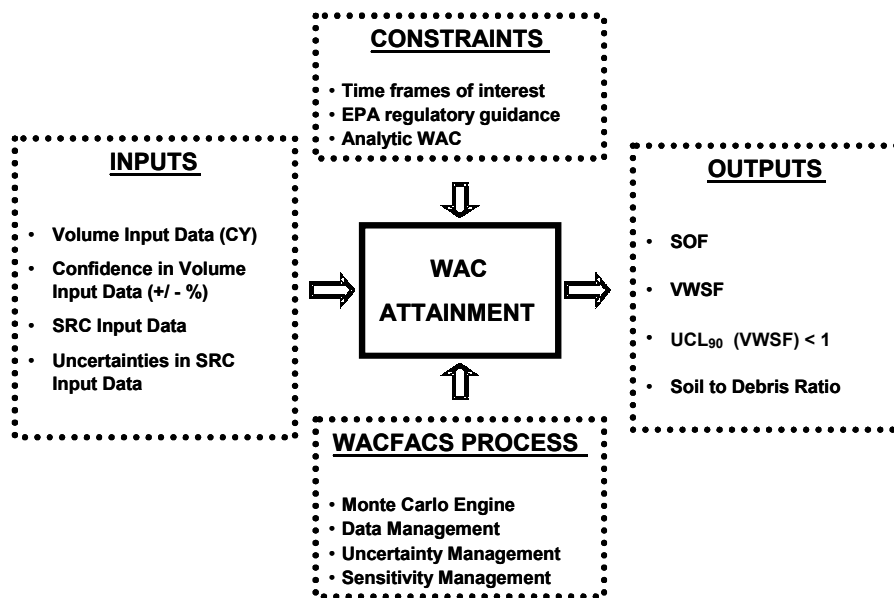 CONSTRAINTS
• Time frames of interest
• EPA regulatory guidance
• Analytic WAC
INPUTS
• Volume Input Data (CY)
• Confidence in Volume
Input Data (+/ - %)
• SRC Input Data
• Uncertainties in SRC
Input Data
WAC
ATTAINMENT
OUTPUTS
• SOF
• VWSF
• UCL₉₀ (VWSF) < 1
• Soil to Debris Ratio
WACFACS PROCESS
• Monte Carlo Engine
• Data Management
• Uncertainty Management
• Sensitivity Management